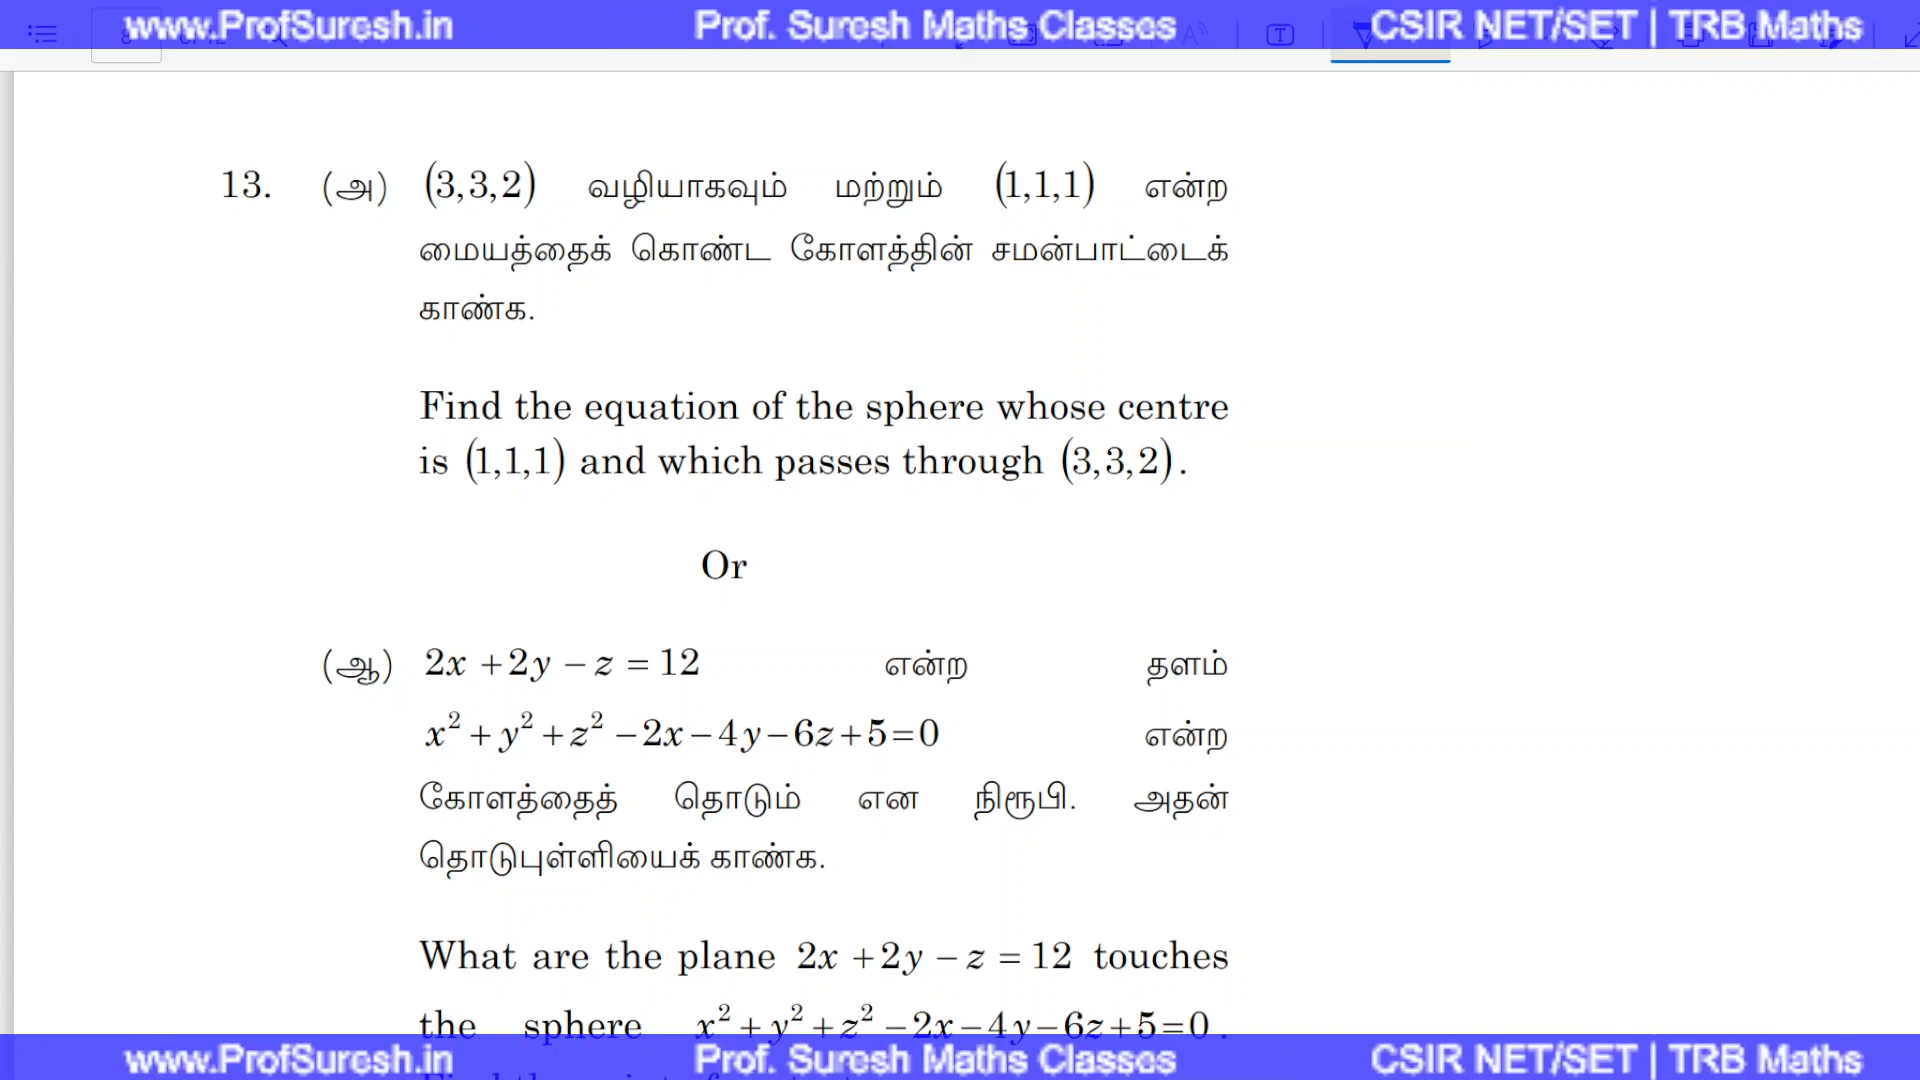 www.ProfSuresh.in Prof. Suresh Maths Classes CSIR NET/SET | TRB Maths
13. (அ) (3,3,2) வழியாகவும் மற்றும் (1,1,1) என்ற
மையத்தைக் கொண்ட கோளத்தின் சமன்பாட்டைக்
காண்க.
Find the equation of the sphere whose centre
is (1,1,1) and which passes through (3,3,2).
Or
(ஆ) 2x + 2y − z = 12 என்ற தளம்
x² + y² + z² − 2x − 4y − 6z + 5 = 0 என்ற
கோளத்தைத் தொடும் என நிரூபி. அதன்
தொடுபுள்ளியைக் காண்க.
What are the plane 2x + 2y − z = 12 touches
the sphere x² + y² + z² − 2x − 4y − 6z + 5 = 0.
www.ProfSuresh.in Prof. Suresh Maths Classes CSIR NET/SET | TRB Maths